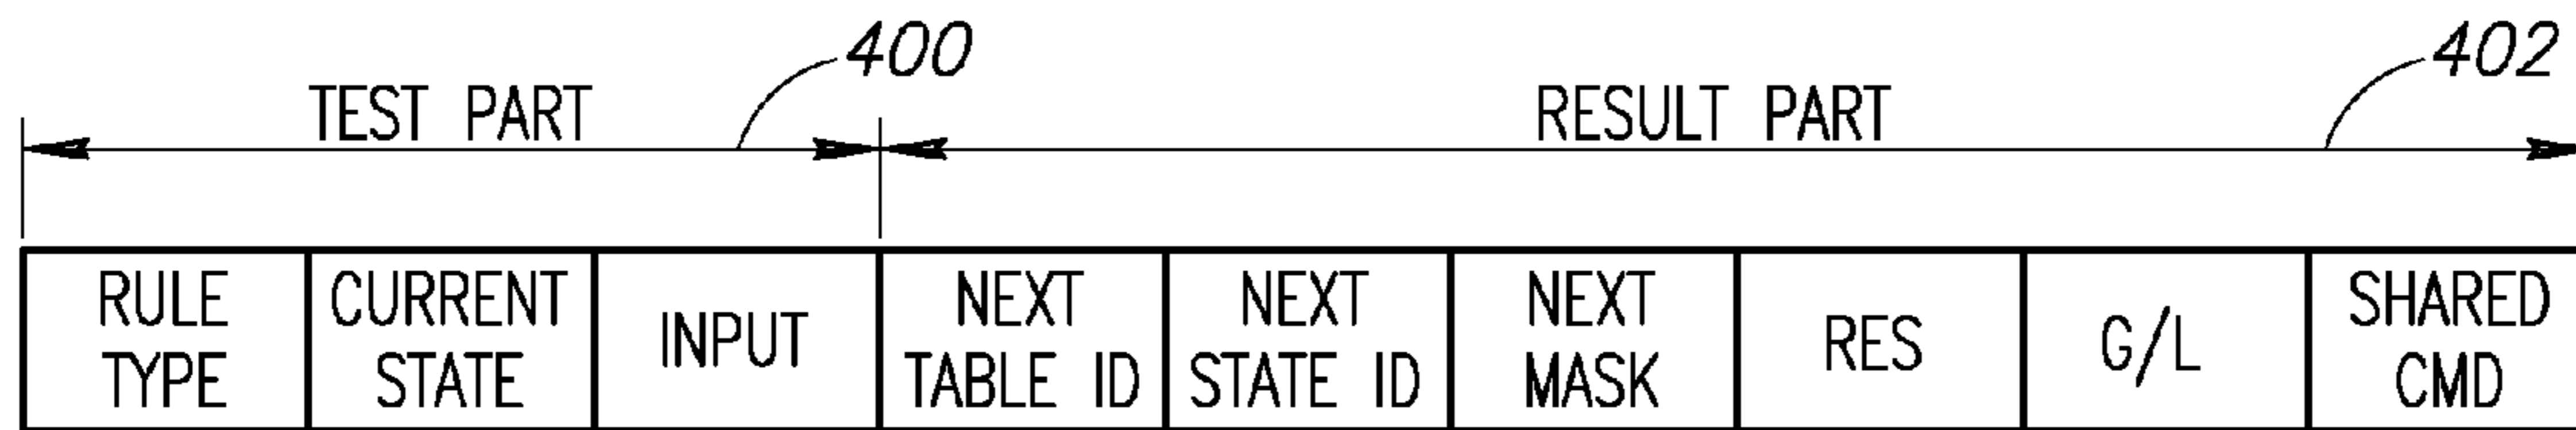 400
402
TEST PART
RESULT PART
RULE
TYPE
CURRENT
STATE
INPUT
NEXT
TABLE ID
NEXT
STATE ID
NEXT
MASK
RES
G/L
SHARED
CMD